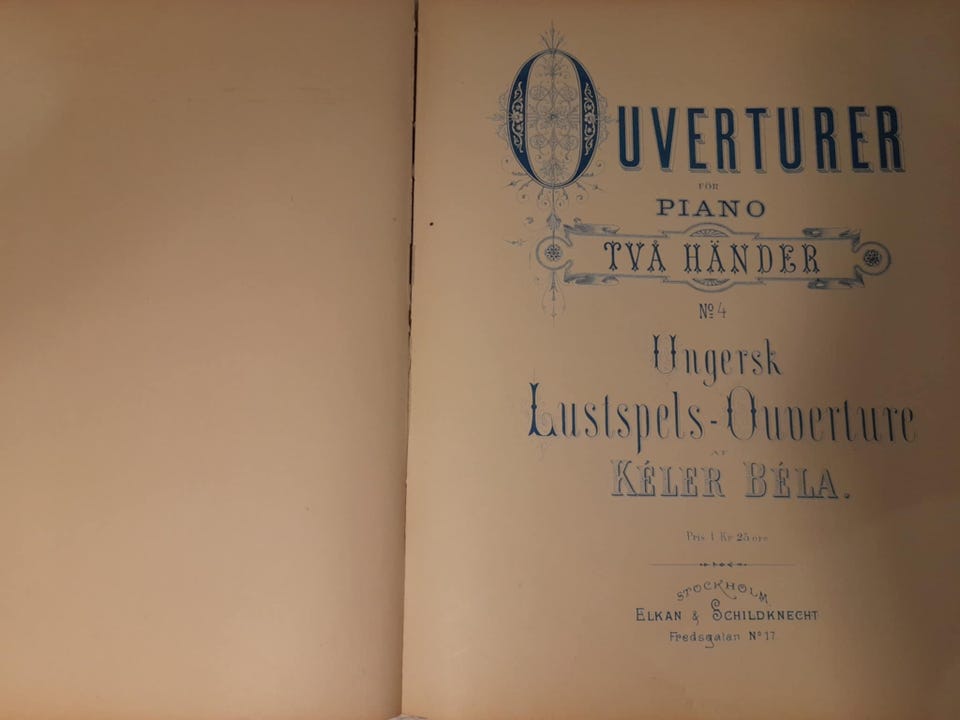 OUVERTURER
FÖR
PIANO
TVÅ HÄNDER
No 4
Ungersk
Lustspels-Ouverture
AF
KÉLER BÉLA.
Pris 1 Kr 25 öre
STOCKHOLM
ELKAN & SCHILDKNECHT
Fredsgatan No 17